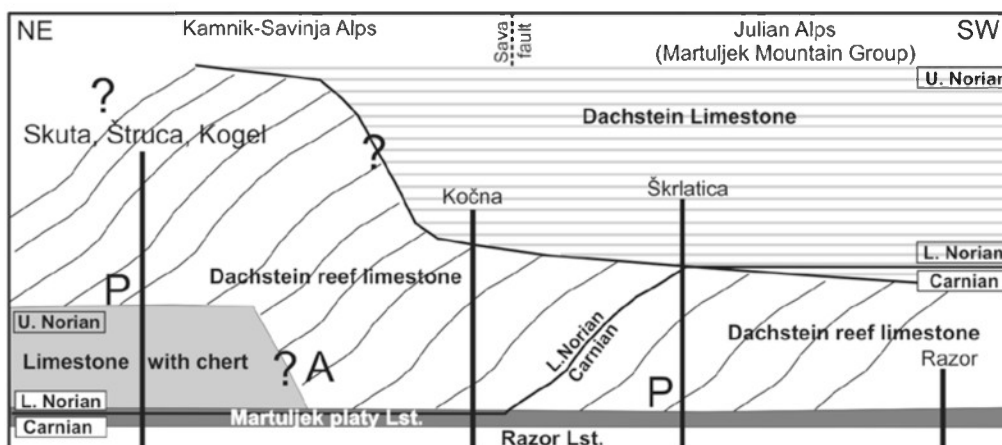 NE
Kamnik-Savinja Alps
Sava
fault
Julian Alps
(Martuljek Mountain Group)
SW
U. Norian
?
Dachstein Limestone
Skuta, Štruca, Kogel
?
Kočna
Škrlatica
L. Norian
Carnian
Dachstein reef limestone
P
U. Norian
L.Norian
Carnian
Dachstein reef limestone
Limestone with chert
? A
P
Razor
L. Norian
Carnian
Martuljek platy Lst.
Razor Lst.